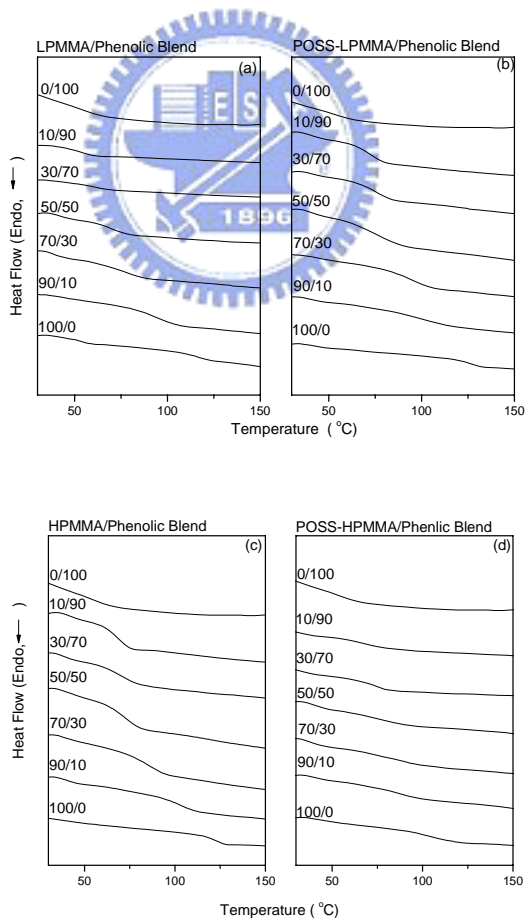 LPMMA/Phenolic Blend
(a)
0/100
10/90
30/70
50/50
70/30
90/10
100/0
POSS-LPMMA/Phenolic Blend
(b)
0/100
10/90
30/70
50/50
70/30
90/10
100/0
E S
1896
Heat Flow (Endo, )
50 100 150
50 100 150
Temperature ( °C)
HPMMA/Phenolic Blend
(c)
0/100
10/90
30/70
50/50
70/30
90/10
100/0
POSS-HPMMA/Phenlic Blend
(d)
0/100
10/90
30/70
50/50
70/30
90/10
100/0
Heat Flow (Endo, )
50 100 150
50 100 150
Temperature ( °C)